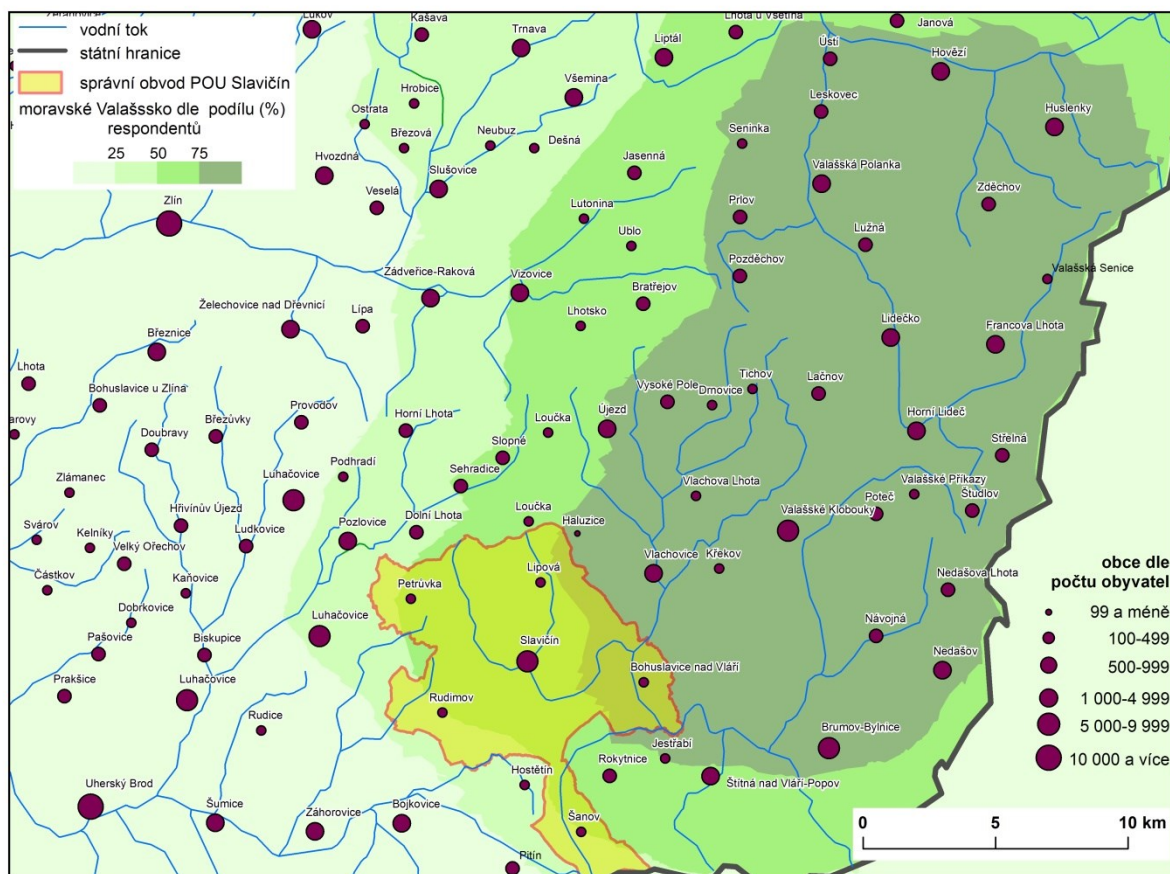 Lukov
Kašava
Trnava
Lhota u Vsetína
Janová
vodní tok
státní hranice
správní obvod POU Slavičín
moravské Valašssko dle podílu (%)
respondentů
25 50 75
Liptál
Ústí
Hovězí
Všemina
Hrobice
Leskovec
Huslenky
Ostrata
Březová
Neubuz
Dešná
Seninka
Hvozdná
Slušovice
Jasenná
Valašská Polanka
Zděchov
Zlín
Veselá
Lutonina
Prlov
Ublo
Lužná
Zádveřice-Raková
Vizovice
Pozděchov
Valašská Senice
Bratřejov
Želechovice nad Dřevnicí
Lípa
Lhotsko
Lidečko
Francova Lhota
Březnice
Lhota
Vysoké Pole
Drnovice
Tichov
Lačnov
Bohuslavice u Zlína
Březůvky
Provodov
Horní Lhota
Loučka
Újezd
Horní Lideč
arovy
Doubravy
Slopné
Střelná
Zlámanec
Luhačovice
Podhradí
Sehradice
Vlachova Lhota
Valašské Příkazy
Poteč
Študlov
Svárov
Kelníky
Hřivínův Újezd
Ludkovice
Pozlovice
Dolní Lhota
Loučka
Haluzice
Valašské Klobouky
Velký Ořechov
Vlachovice
Křekov
Částkov
Kaňovice
Petrůvka
Lipová
Nedašova Lhota
Dobrkovice
Luhačovice
Návojná
Pašovice
Biskupice
Slavičín
Bohuslavice nad Vláří
Nedašov
Prakšice
Luhačovice
Rudimov
Rudice
Brumov-Bylnice
Jestřabí
Rokytnice
Štítná nad Vláří-Popov
Hostětín
Uherský Brod
Šumice
Záhorovice
Bojkovice
Šanov
Pitín
obce dle
počtu obyvatel
99 a méně
100-499
500-999
1 000-4 999
5 000-9 999
10 000 a více
0 5 10 km